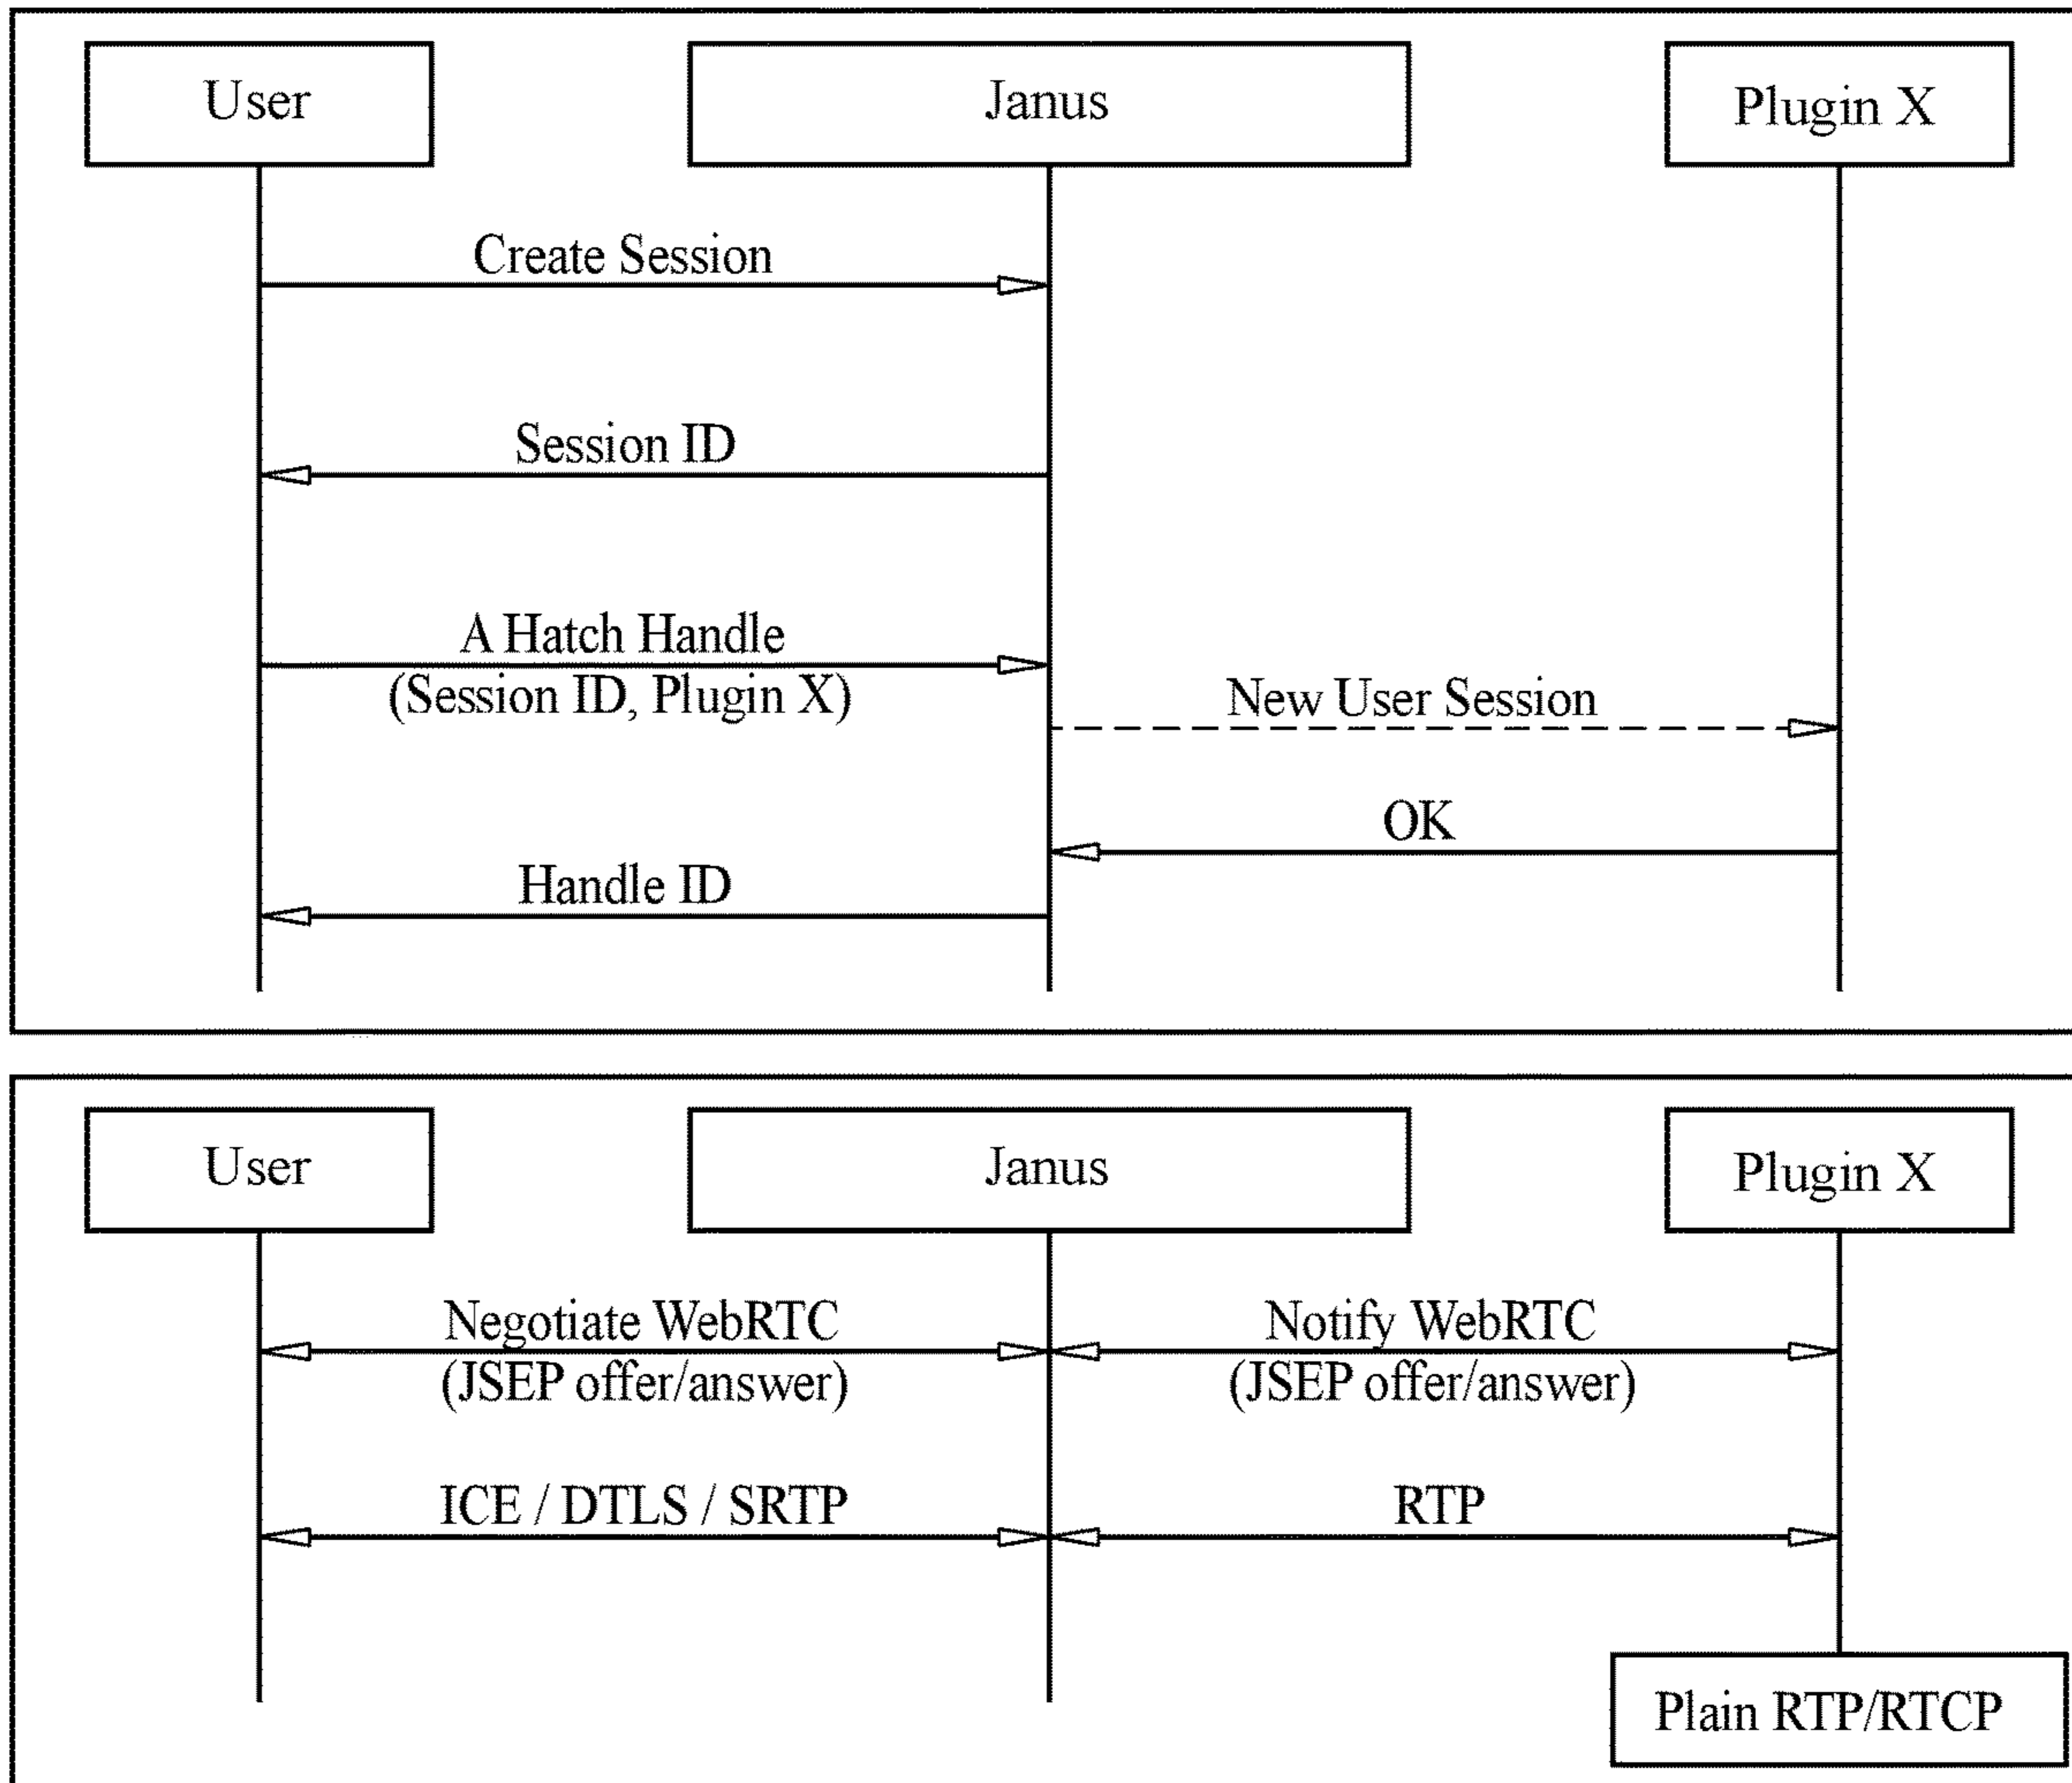 User
Janus
Plugin X
Create Session
Session ID
A Hatch Handle
(Session ID, Plugin X)
New User Session
OK
Handle ID
User
Janus
Plugin X
Negotiate WebRTC
(JSEP offer/answer)
Notify WebRTC
(JSEP offer/answer)
ICE / DTLS / SRTP
RTP
Plain RTP/RTCP